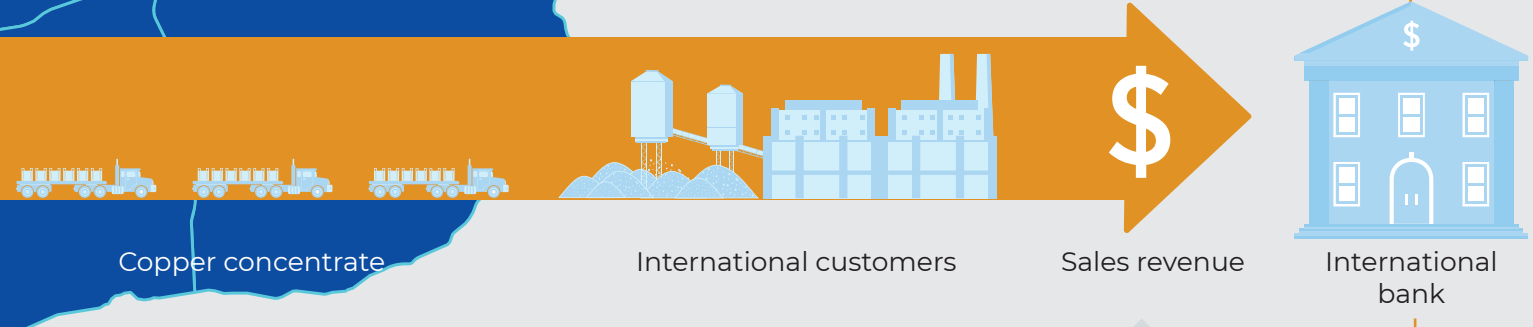 $
$
Copper concentrate
International customers
Sales revenue
International
bank